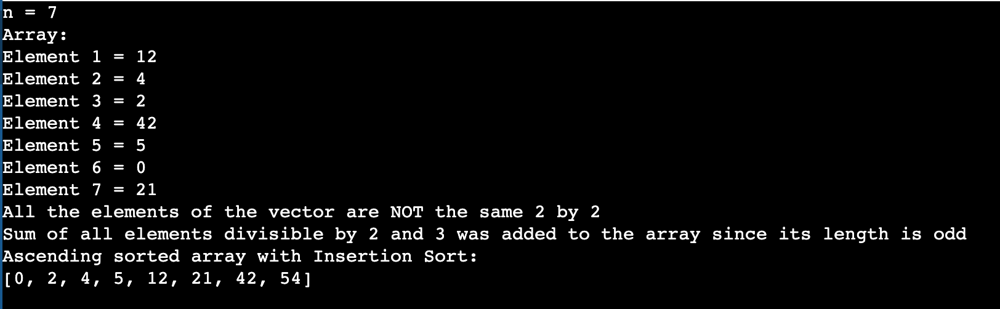 n = 7
Array:
Element 1 = 12
Element 2 = 4
Element 3 = 2
Element 4 = 42
Element 5 = 5
Element 6 = 0
Element 7 = 21
All the elements of the vector are NOT the same 2 by 2
Sum of all elements divisible by 2 and 3 was added to the array since its length is odd
Ascending sorted array with Insertion Sort:
[0, 2, 4, 5, 12, 21, 42, 54]